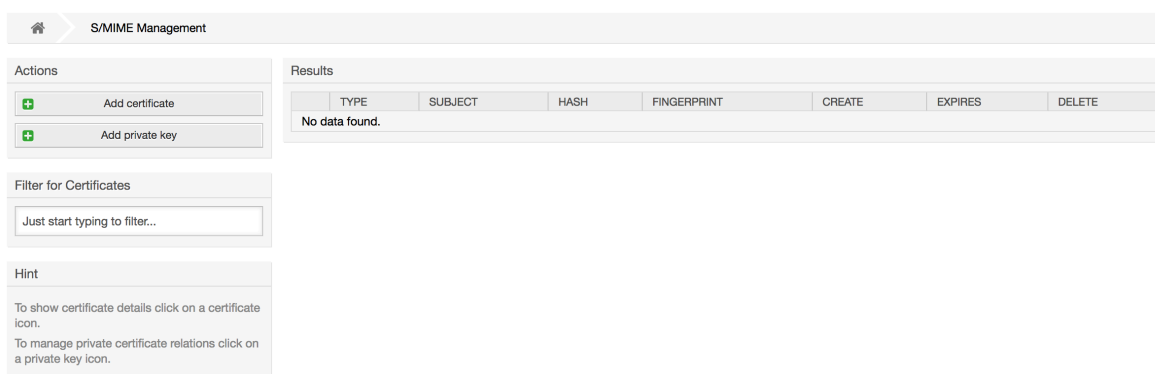 S/MIME Management
Actions
Add certificate
Add private key
Filter for Certificates
Just start typing to filter...
Hint
To show certificate details click on a certificate
icon.
To manage private certificate relations click on
a private key icon.
Results
TYPE SUBJECT HASH FINGERPRINT CREATE EXPIRES DELETE
No data found.